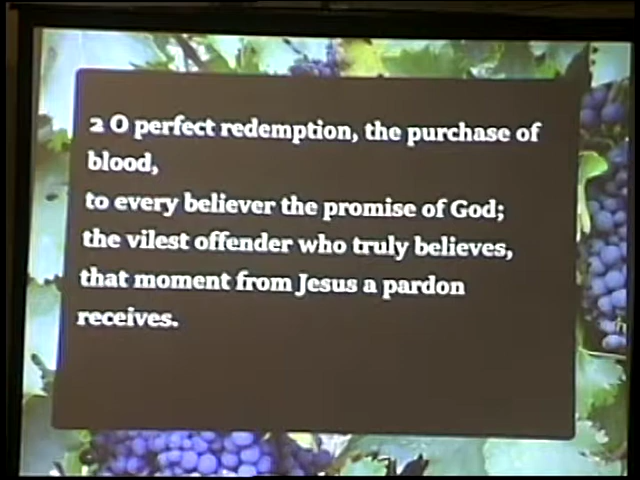 2 O perfect redemption, the purchase of
blood,
to every believer the promise of God;
the vilest offender who truly believes,
that moment from Jesus a pardon
receives.